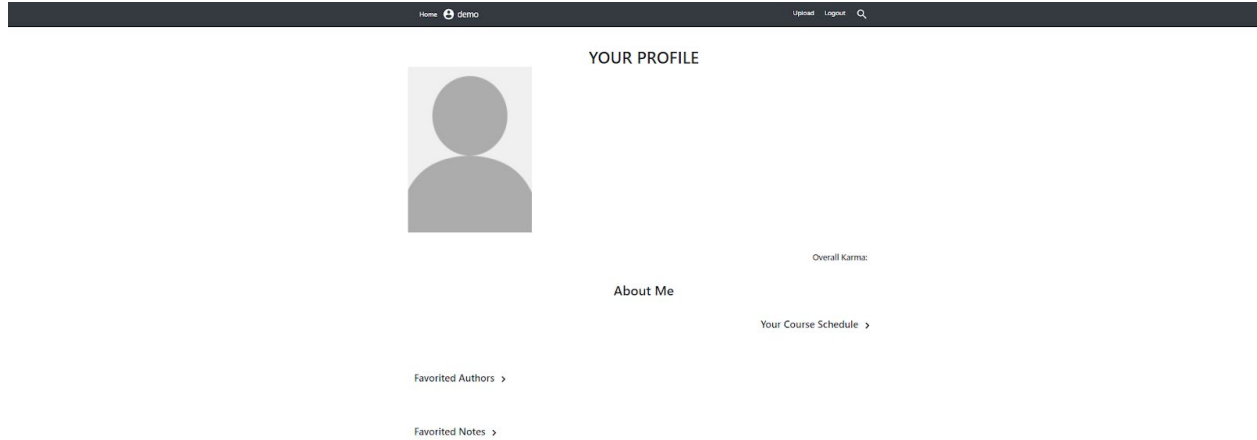 Home demo Upload Logout
YOUR PROFILE
Overall Karma:
About Me
Your Course Schedule >
Favorited Authors >
Favorited Notes >